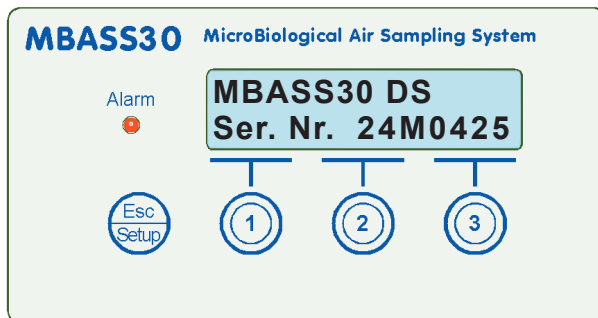 MBASS30 MicroBiological Air Sampling System
Alarm
MBASS30 DS
Ser. Nr. 24M0425
Esc
Setup
1 2 3